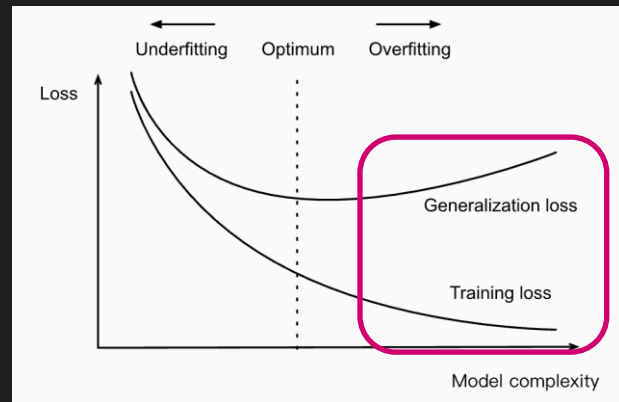 Underfitting Optimum Overfitting
Loss
Generalization loss
Training loss
Model complexity